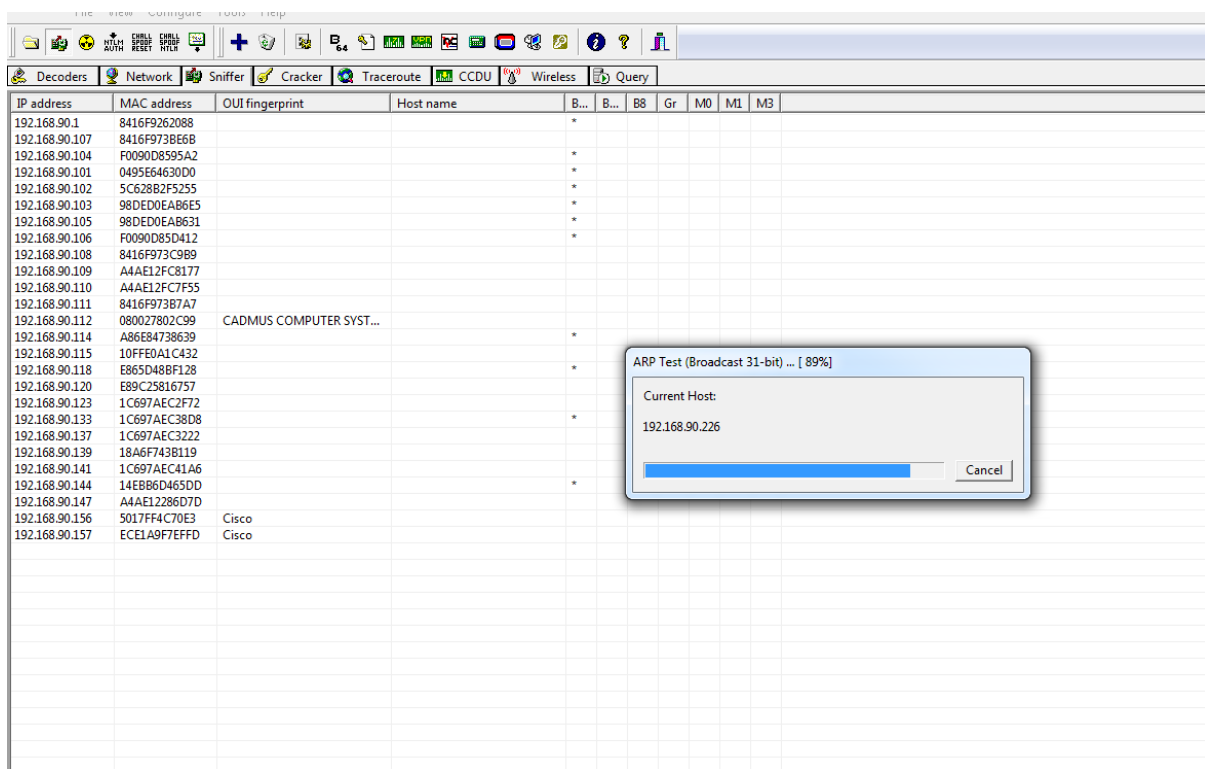 File View Configure Tools Help
NTLM AUTH CHALL SPOOF RESET CHALL SPOOF NTLM B64
Decoders Network Sniffer Cracker Traceroute CCDU Wireless Query
IP address MAC address OUI fingerprint Host name B... B... B8 Gr M0 M1 M3
192.168.90.1 8416F9262088 *
192.168.90.107 8416F973BE6B
192.168.90.104 F0090D8595A2 *
192.168.90.101 0495E64630D0 *
192.168.90.102 5C628B2F5255 *
192.168.90.103 98DED0EAB6E5 *
192.168.90.105 98DED0EAB631 *
192.168.90.106 F0090D85D412 *
192.168.90.108 8416F973C9B9
192.168.90.109 A4AE12FC8177
192.168.90.110 A4AE12FC7F55
192.168.90.111 8416F973B7A7
192.168.90.112 080027802C99 CADMUS COMPUTER SYST...
192.168.90.114 A86E84738639 *
192.168.90.115 10FFE0A1C432
192.168.90.118 E865D48BF128 *
192.168.90.120 E89C25816757
192.168.90.123 1C697AEC2F72
192.168.90.133 1C697AEC38D8 *
192.168.90.137 1C697AEC3222
192.168.90.139 18A6F743B119
192.168.90.141 1C697AEC41A6
192.168.90.144 14EBB6D465DD *
192.168.90.147 A4AE12286D7D
192.168.90.156 5017FF4C70E3 Cisco
192.168.90.157 ECE1A9F7EFFD Cisco
ARP Test (Broadcast 31-bit) ... [ 89%]
Current Host:
192.168.90.226
Cancel